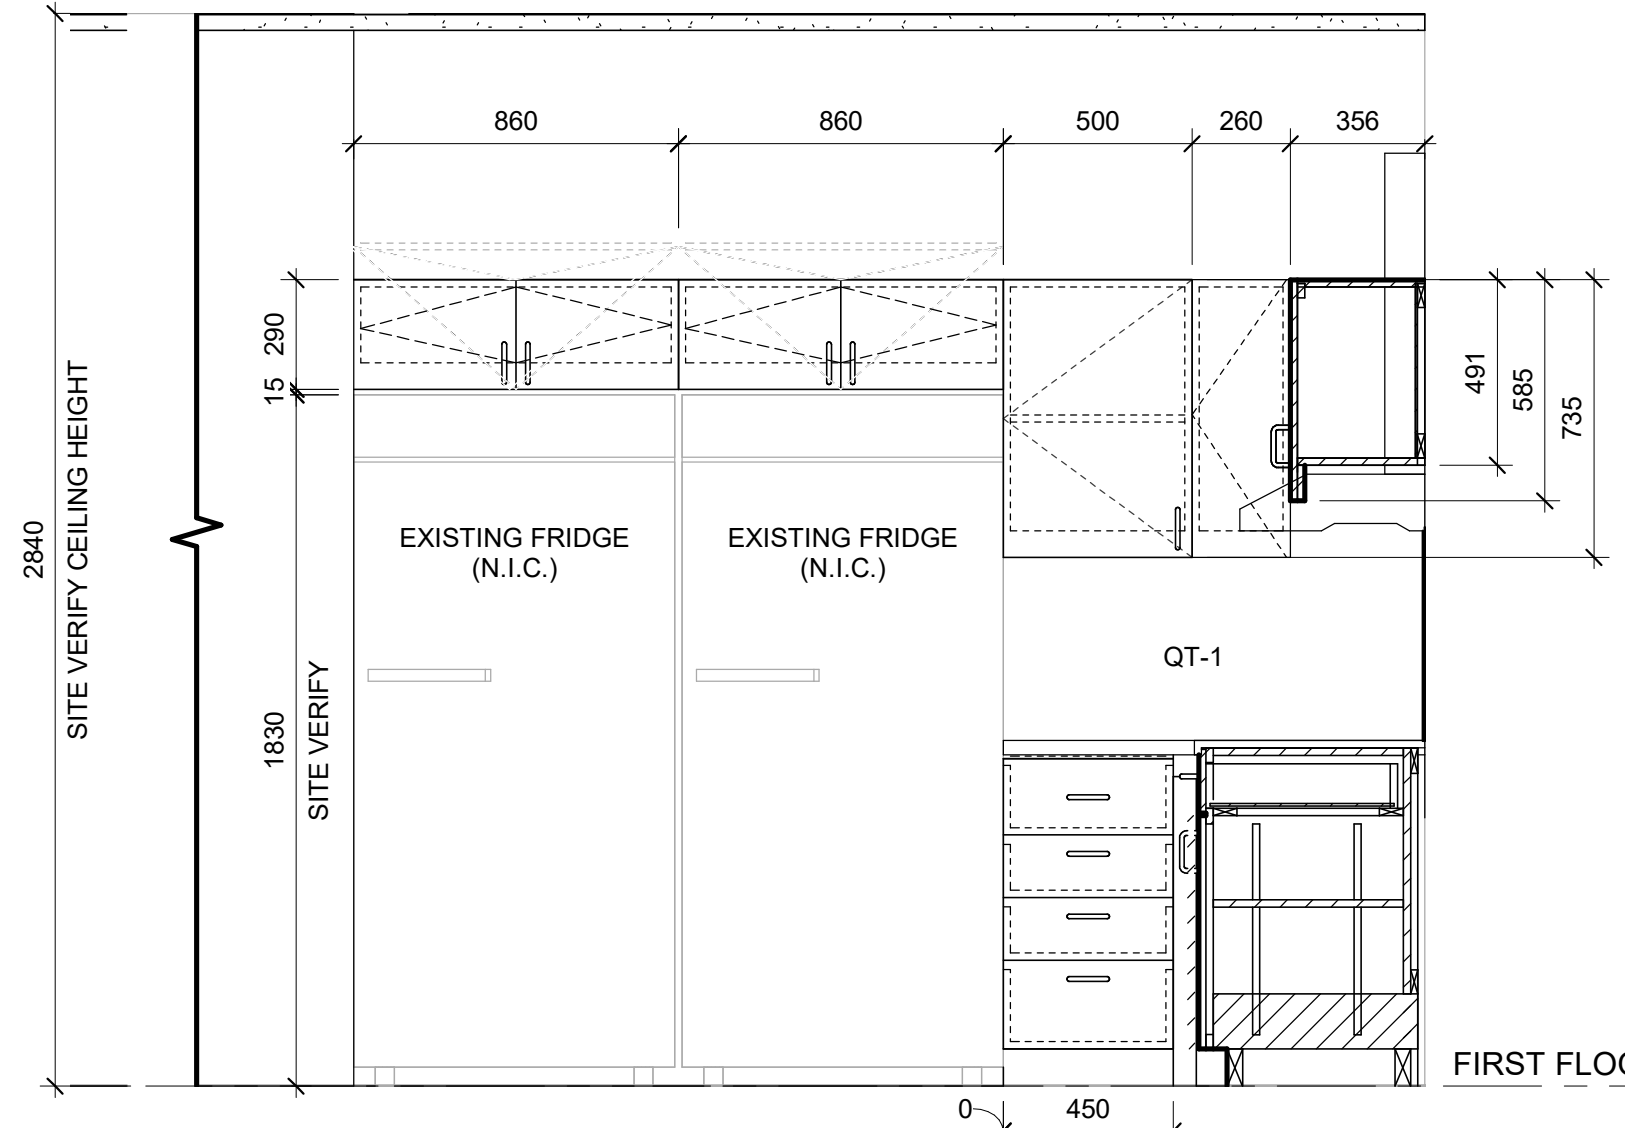 860
860
500
260
356
290
15
491
585
735
2840
SITE VERIFY CEILING HEIGHT
EXISTING FRIDGE
(N.I.C.)
EXISTING FRIDGE
(N.I.C.)
QT-1
1830
SITE VERIFY
FIRST FLOO
0
450